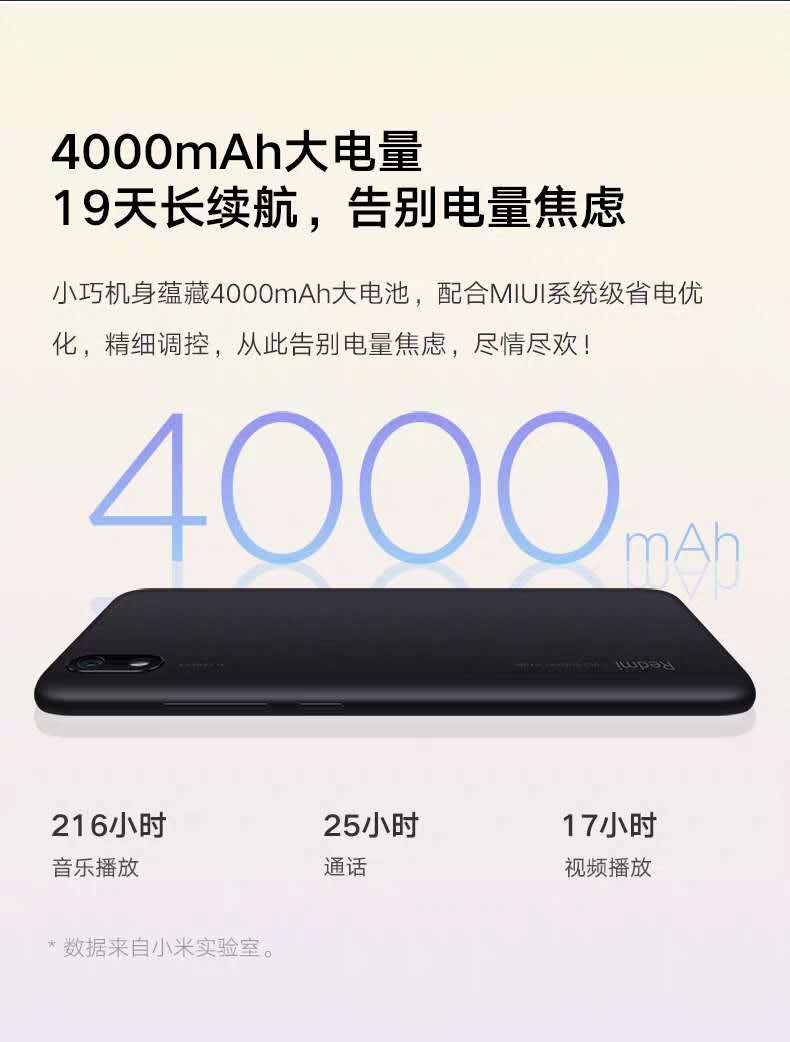 4000mAh大电量
19天长续航，告别电量焦虑
小巧机身蕴藏4000mAh大电池，配合MIUI系统级省电优
化，精细调控，从此告别电量焦虑，尽情尽欢！
4000mAh
Redmi
216小时
25小时
17小时
音乐播放
通话
视频播放
* 数据来自小米实验室。